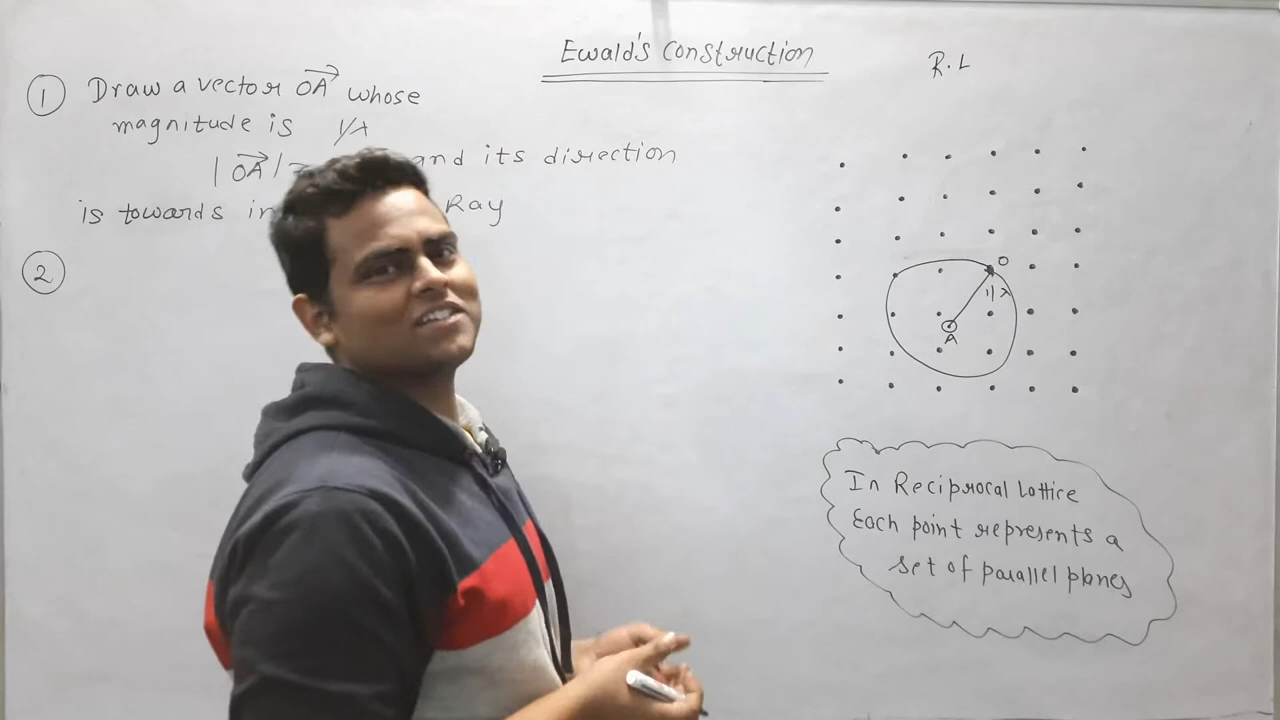 Ewald's Construction
R.L
1 Draw a vector OA whose
magnitude is 1/λ
|OA| = and its direction
is towards in Ray
2
O
1/λ
A
In Reciprocal Lattice
Each point represents a
set of parallel planes